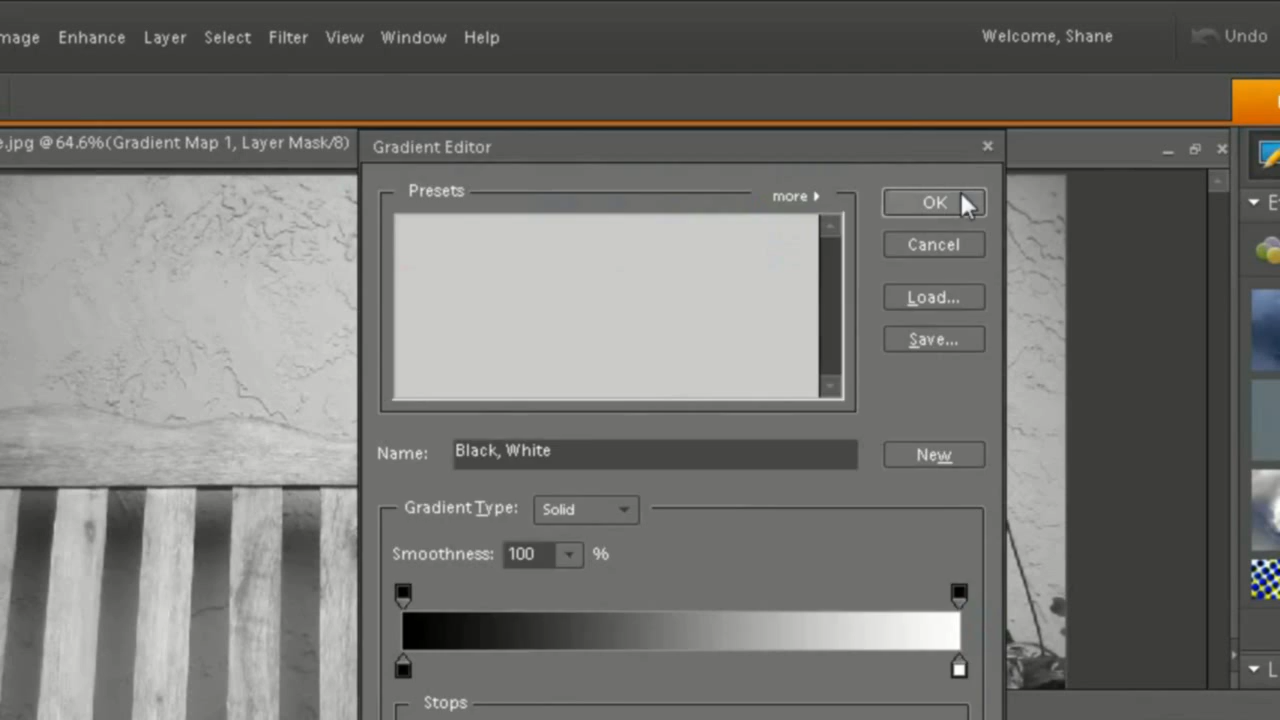 mage Enhance Layer Select Filter View Window Help
Welcome, Shane
Undo
e.jpg @ 64.6%(Gradient Map 1, Layer Mask/8)
Gradient Editor
Presets
more
OK
Cancel
Load...
Save...
Name: Black, White
New
Gradient Type: Solid
Smoothness: 100 %
Stops